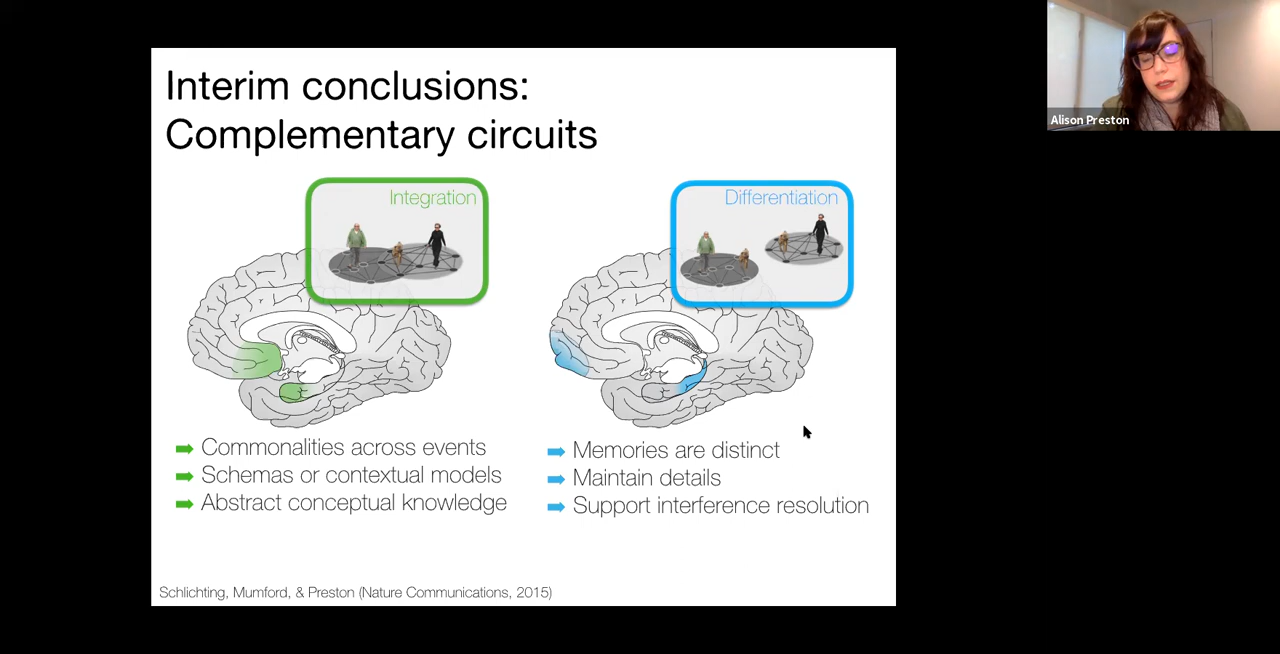 Interim conclusions:
Complementary circuits
Integration
Differentiation
Commonalities across events
Schemas or contextual models
Abstract conceptual knowledge
Memories are distinct
Maintain details
Support interference resolution
Schlichting, Mumford, & Preston (Nature Communications, 2015)
Alison Preston